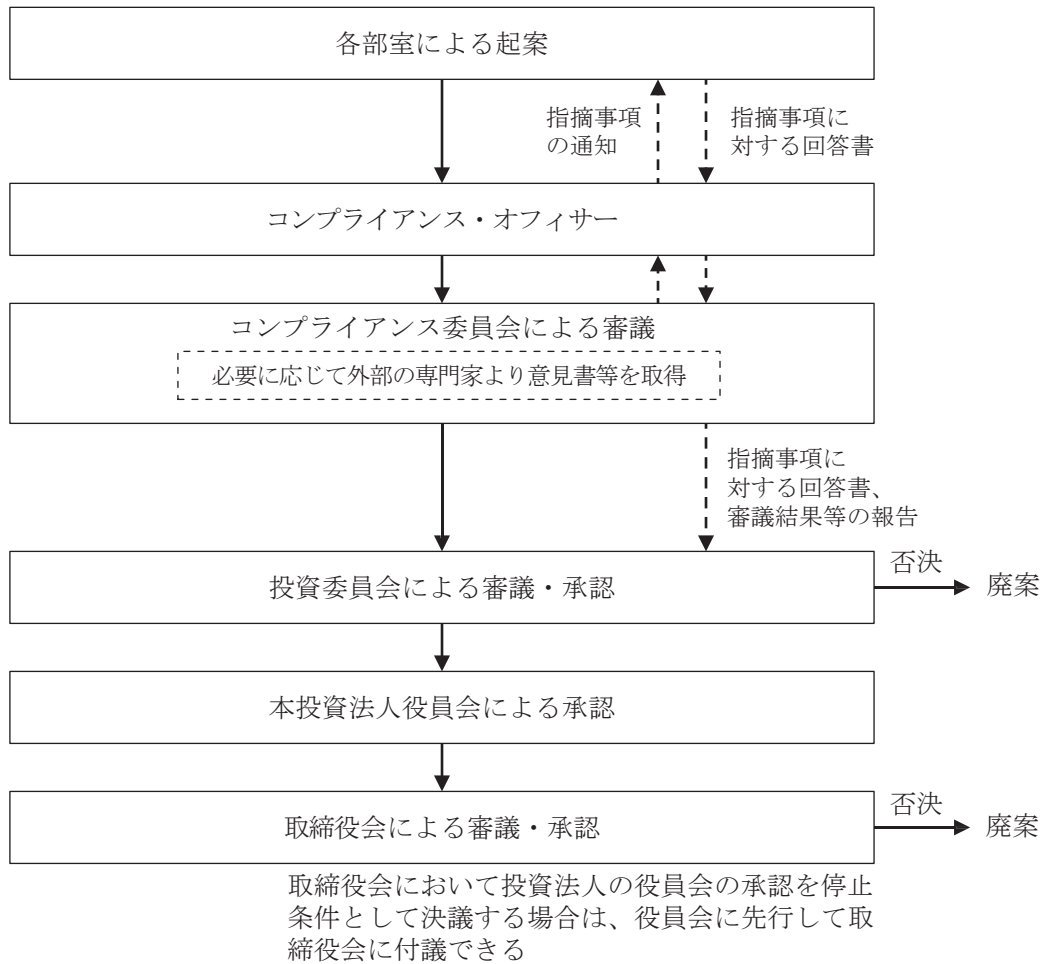 各部室による起案
指摘事項
の通知
指摘事項に
対する回答書
コンプライアンス・オフィサー
コンプライアンス委員会による審議
必要に応じて外部の専門家より意見書等を取得
指摘事項に
対する回答書、
審議結果等の報告
投資委員会による審議・承認
否決
廃案
本投資法人役員会による承認
取締役会による審議・承認
否決
廃案
取締役会において投資法人の役員会の承認を停止
条件として決議する場合は、役員会に先行して取
締役会に付議できる